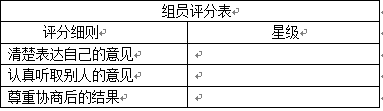 组员评分表
评分细则 星级
清楚表达自己的意见
认真听取别人的意见
尊重协商后的结果